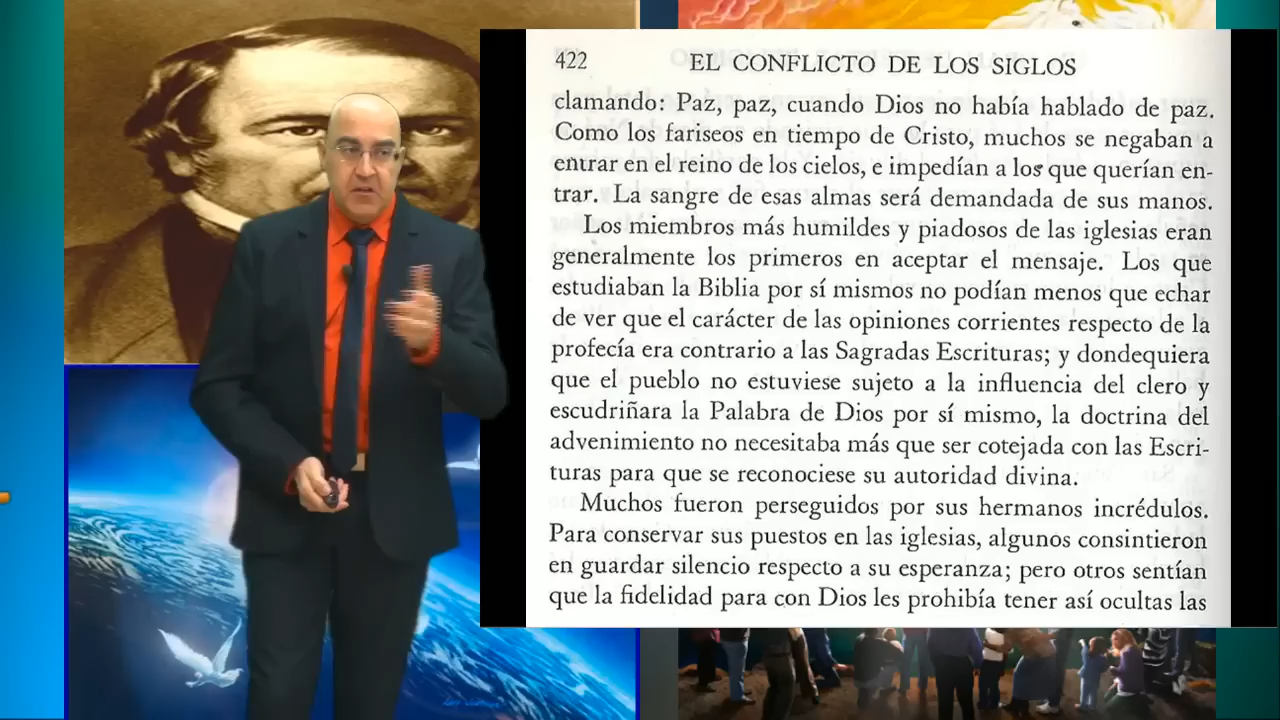 422 EL CONFLICTO DE LOS SIGLOS
clamando: Paz, paz, cuando Dios no había hablado de paz.
Como los fariseos en tiempo de Cristo, muchos se negaban a
entrar en el reino de los cielos, e impedían a los que querían en-
trar. La sangre de esas almas será demandada de sus manos.
Los miembros más humildes y piadosos de las iglesias eran
generalmente los primeros en aceptar el mensaje. Los que
estudiaban la Biblia por sí mismos no podían menos que echar
de ver que el carácter de las opiniones corrientes respecto de la
profecía era contrario a las Sagradas Escrituras; y dondequiera
que el pueblo no estuviese sujeto a la influencia del clero y
escudriñara la Palabra de Dios por sí mismo, la doctrina del
advenimiento no necesitaba más que ser cotejada con las Escri-
turas para que se reconociese su autoridad divina.
Muchos fueron perseguidos por sus hermanos incrédulos.
Para conservar sus puestos en las iglesias, algunos consintieron
en guardar silencio respecto a su esperanza; pero otros sentían
que la fidelidad para con Dios les prohibía tener así ocultas las